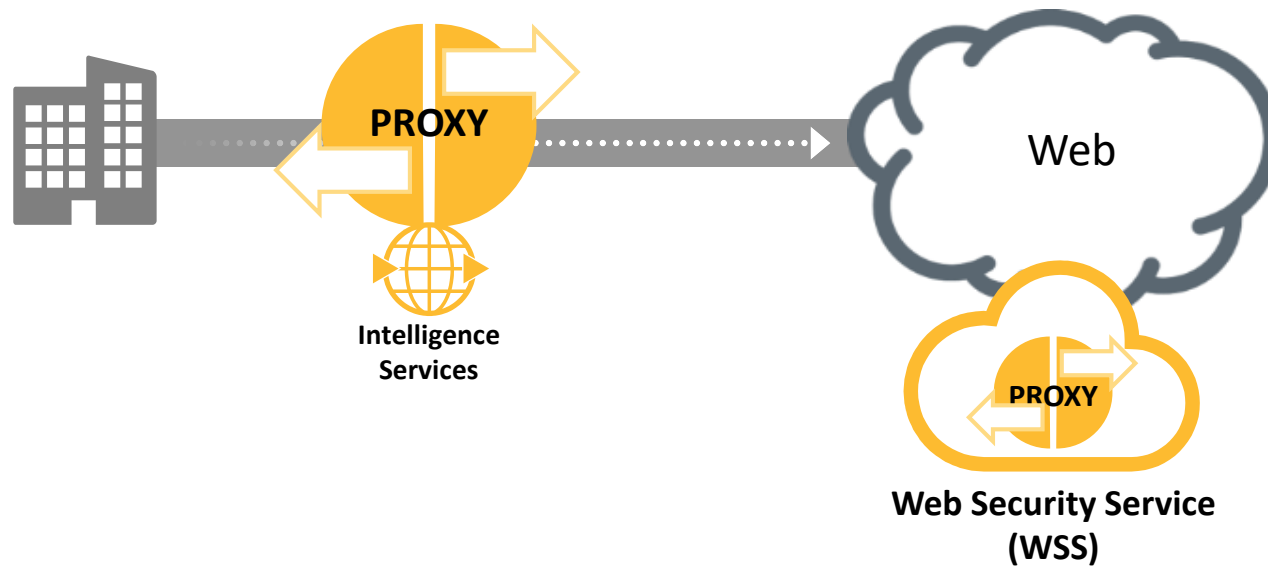 PROXY
Web
Intelligence
Services
PROXY
Web Security Service
(WSS)